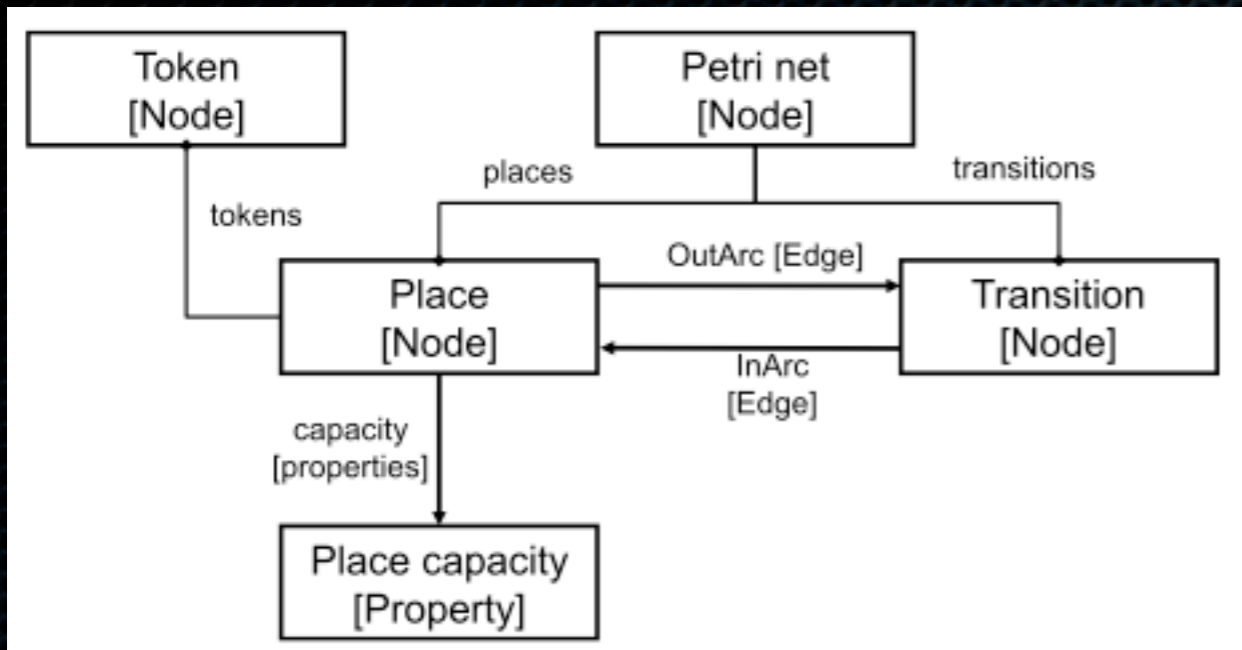 Token
[Node]
Petri net
[Node]
places
transitions
tokens
OutArc [Edge]
Place
[Node]
Transition
[Node]
InArc
[Edge]
capacity
[properties]
Place capacity
[Property]